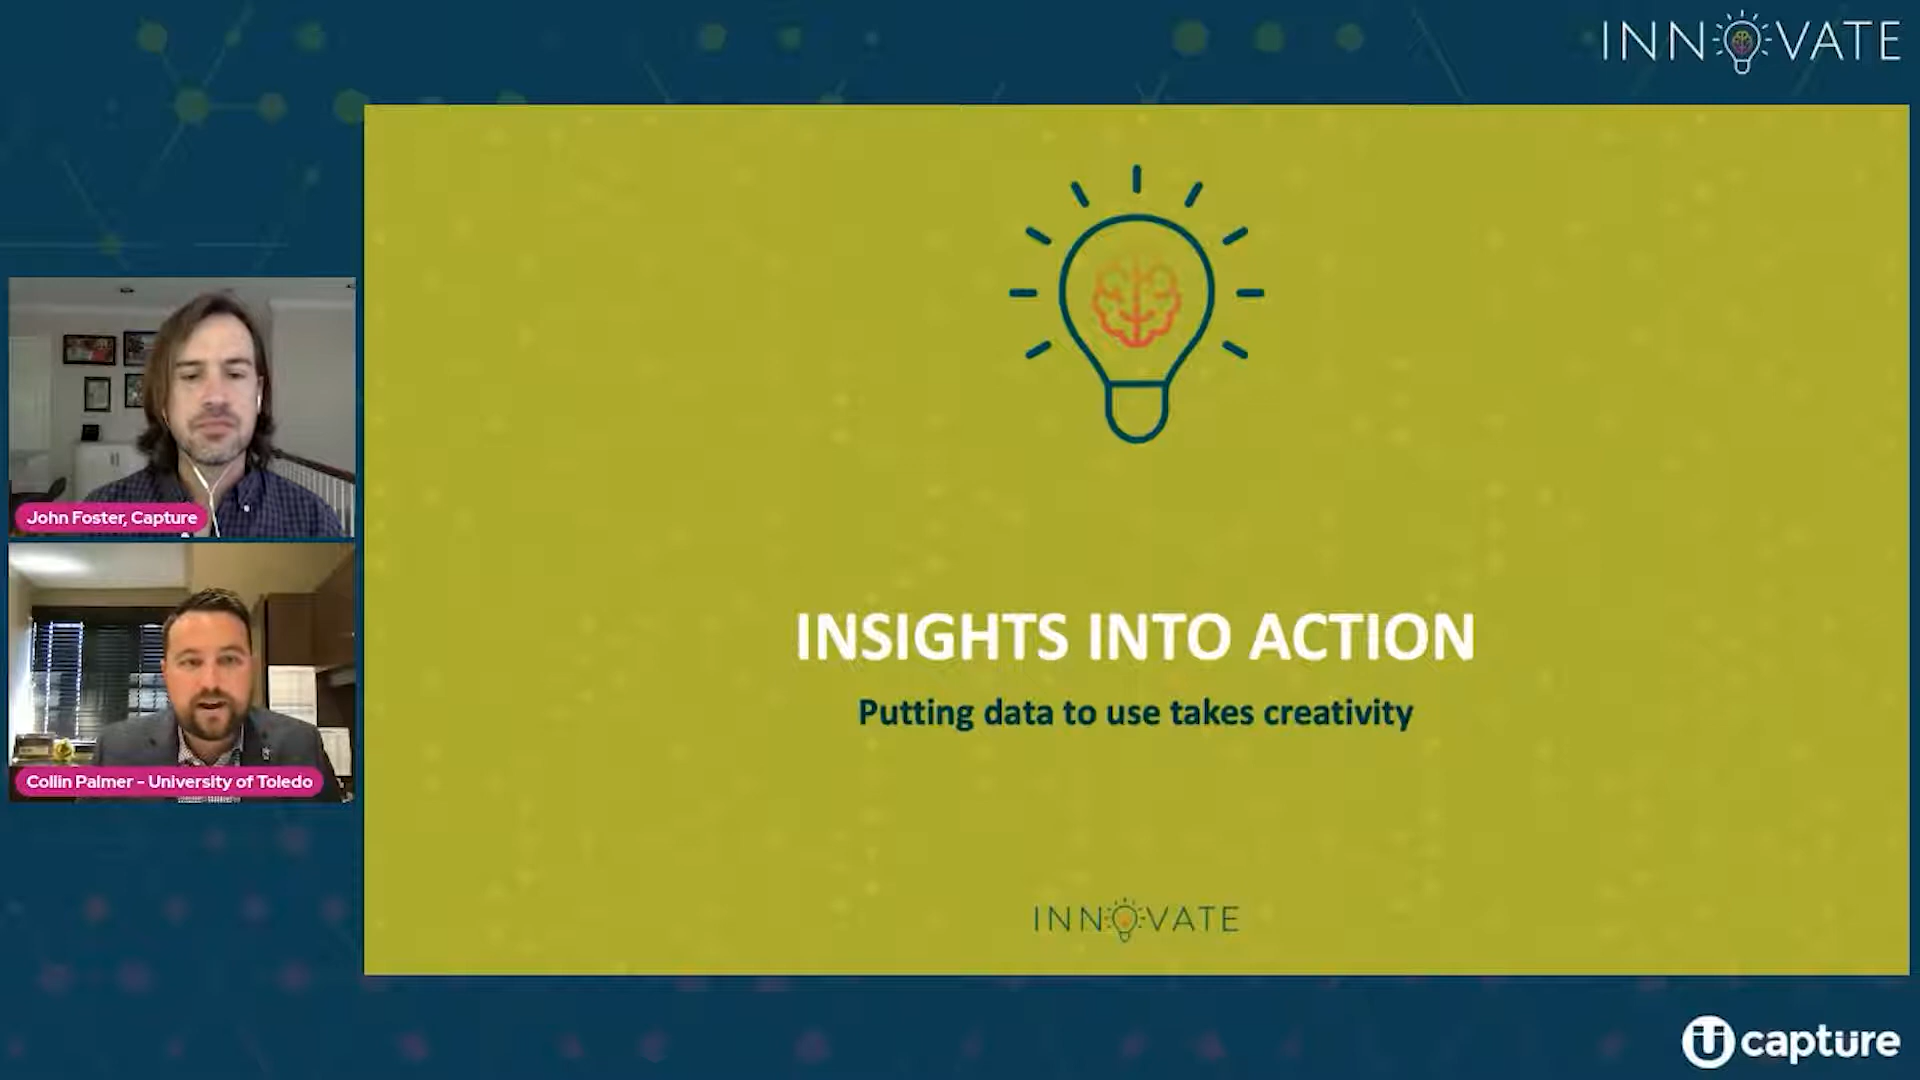 INNOVATE
John Foster, Capture
Collin Palmer - University of Toledo
INSIGHTS INTO ACTION
Putting data to use takes creativity
INNOVATE
capture